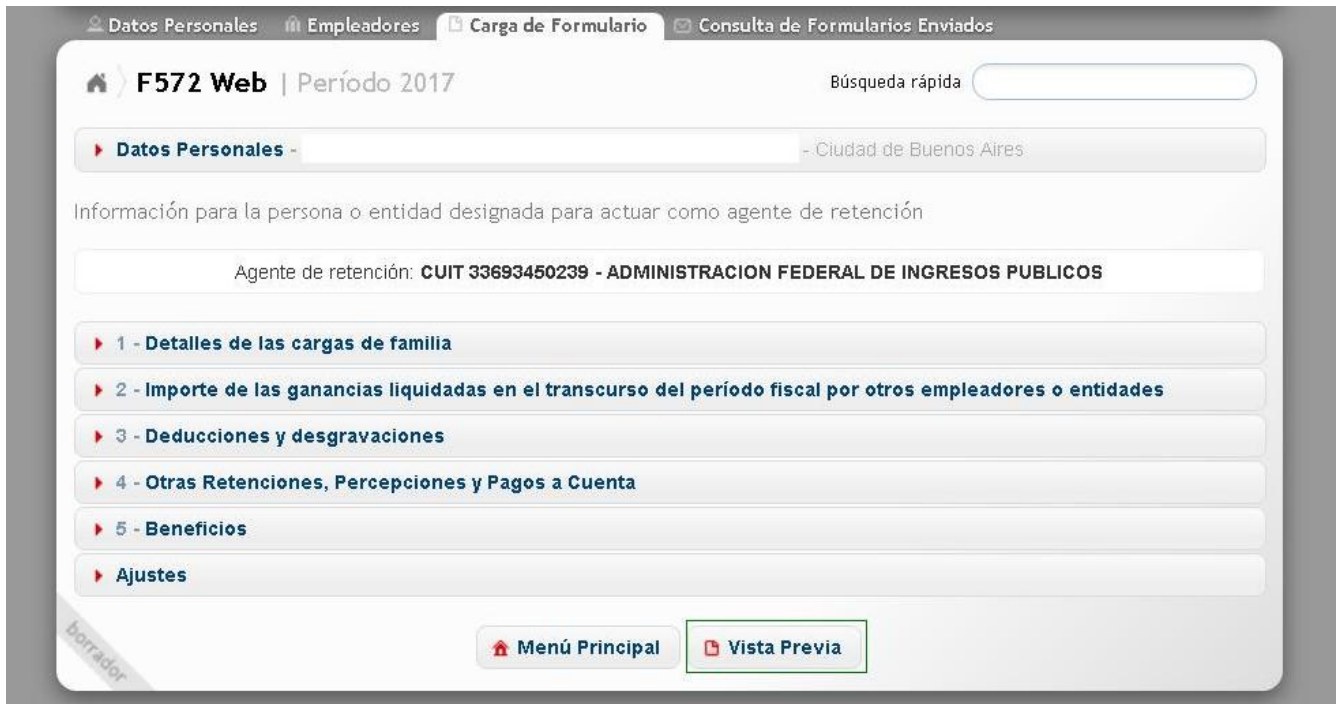 Datos Personales Empleadores Carga de Formulario Consulta de Formularios Enviados
F572 Web | Período 2017 Búsqueda rápida
Datos Personales - - Ciudad de Buenos Aires
Información para la persona o entidad designada para actuar como agente de retención
Agente de retención: CUIT 33693450239 - ADMINISTRACION FEDERAL DE INGRESOS PUBLICOS
1 - Detalles de las cargas de familia
2 - Importe de las ganancias liquidadas en el transcurso del período fiscal por otros empleadores o entidades
3 - Deducciones y desgravaciones
4 - Otras Retenciones, Percepciones y Pagos a Cuenta
5 - Beneficios
Ajustes
borrador
Menú Principal Vista Previa